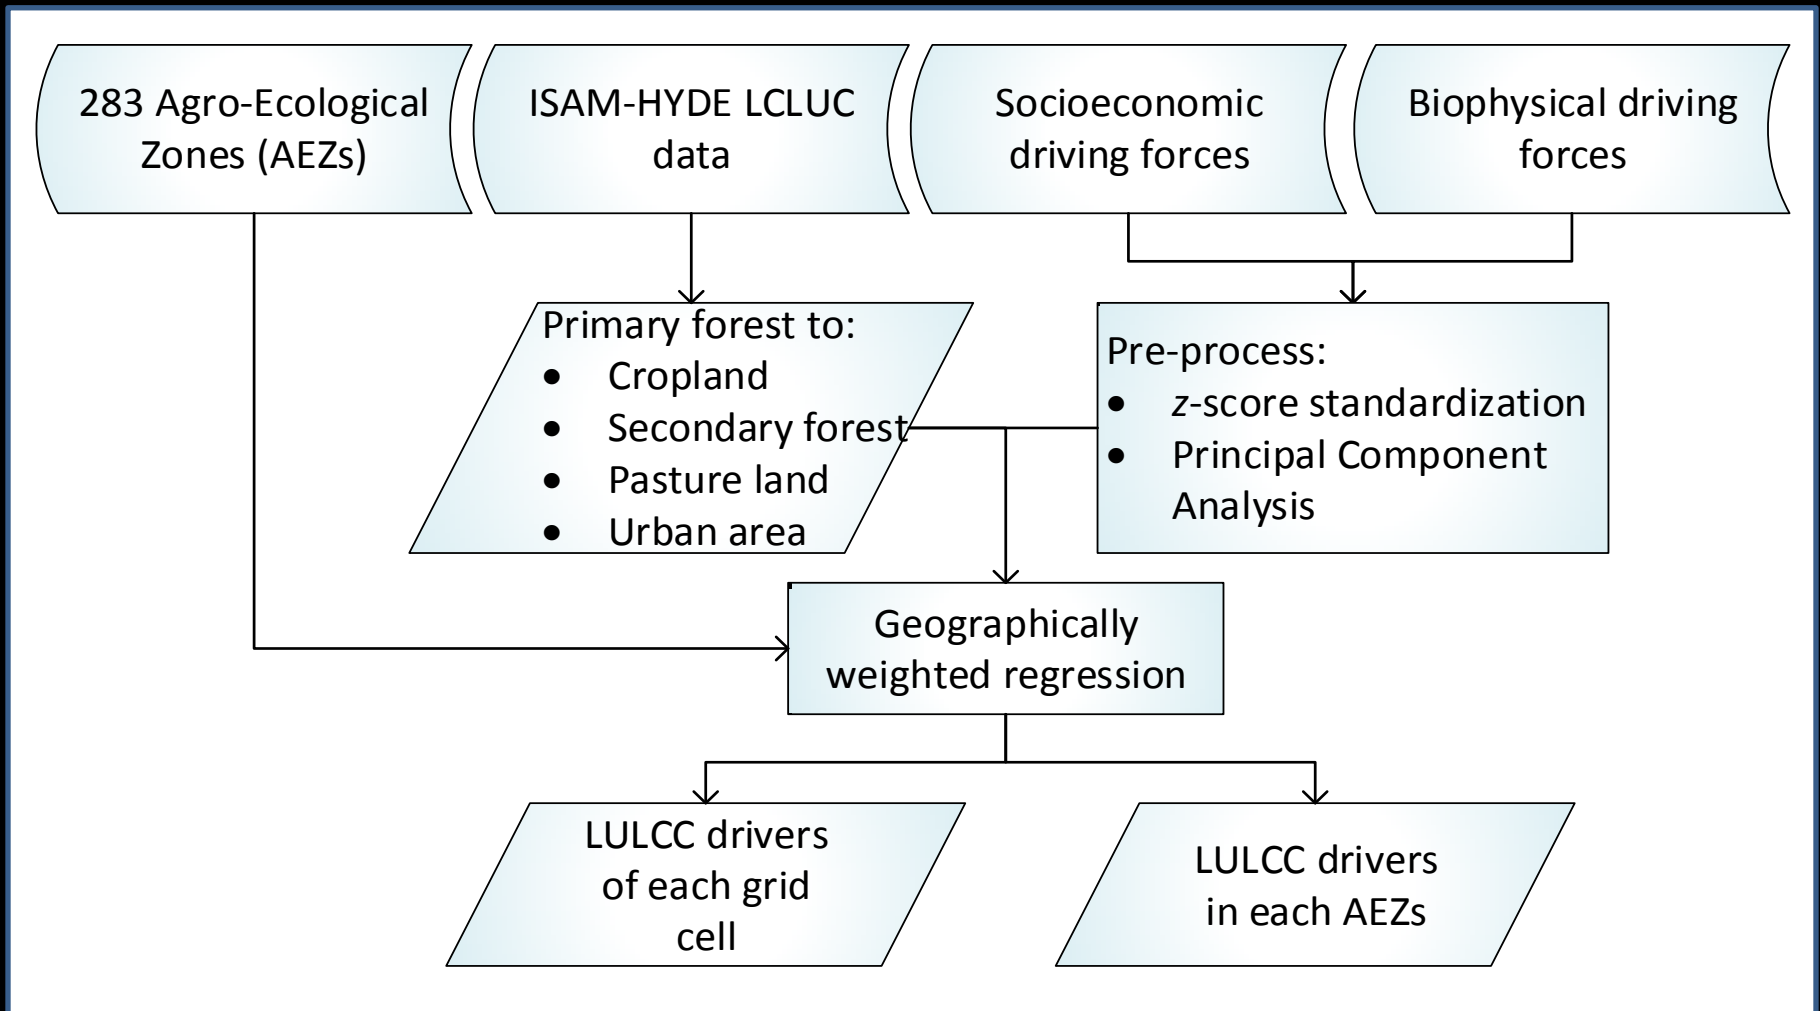 283 Agro-Ecological
Zones (AEZs)
ISAM-HYDE LCLUC
data
Socioeconomic
driving forces
Biophysical driving
forces
Primary forest to:
• Cropland
• Secondary forest
• Pasture land
• Urban area
Pre-process:
• z-score standardization
• Principal Component
Analysis
Geographically
weighted regression
LULCC drivers
of each grid
cell
LULCC drivers
in each AEZs